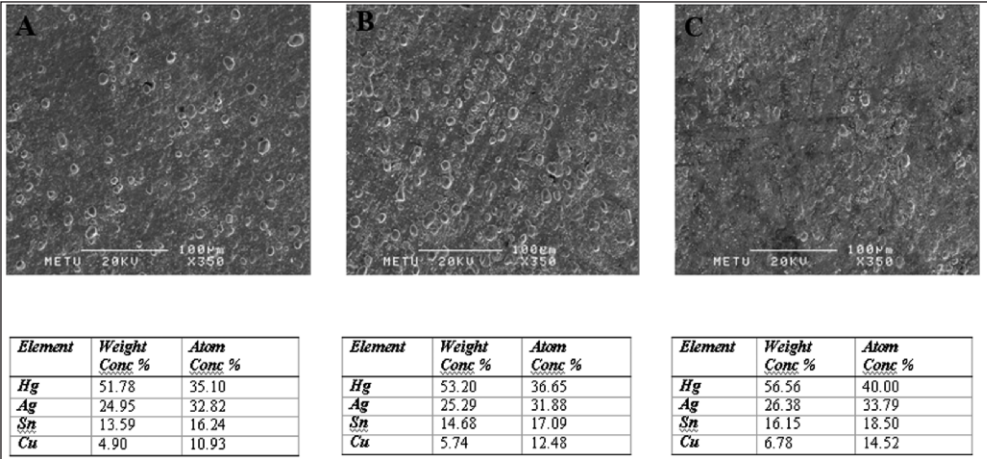 A B C
100µm 100µm 100µm
METU 20KV X350 METU 20KV X350 METU 20KV X350
Element Weight Conc % Atom Conc %
Hg 51.78 35.10
Ag 24.95 32.82
Sn 13.59 16.24
Cu 4.90 10.93
Element Weight Conc % Atom Conc %
Hg 53.20 36.65
Ag 25.29 31.88
Sn 14.68 17.09
Cu 5.74 12.48
Element Weight Conc % Atom Conc %
Hg 56.56 40.00
Ag 26.38 33.79
Sn 16.15 18.50
Cu 6.78 14.52